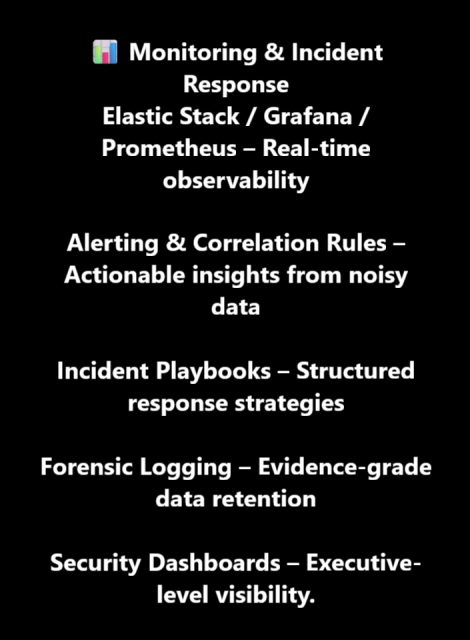 📊 Monitoring & Incident
Response
Elastic Stack / Grafana /
Prometheus – Real-time
observability
Alerting & Correlation Rules –
Actionable insights from noisy
data
Incident Playbooks – Structured
response strategies
Forensic Logging – Evidence-grade
data retention
Security Dashboards – Executive-
level visibility.